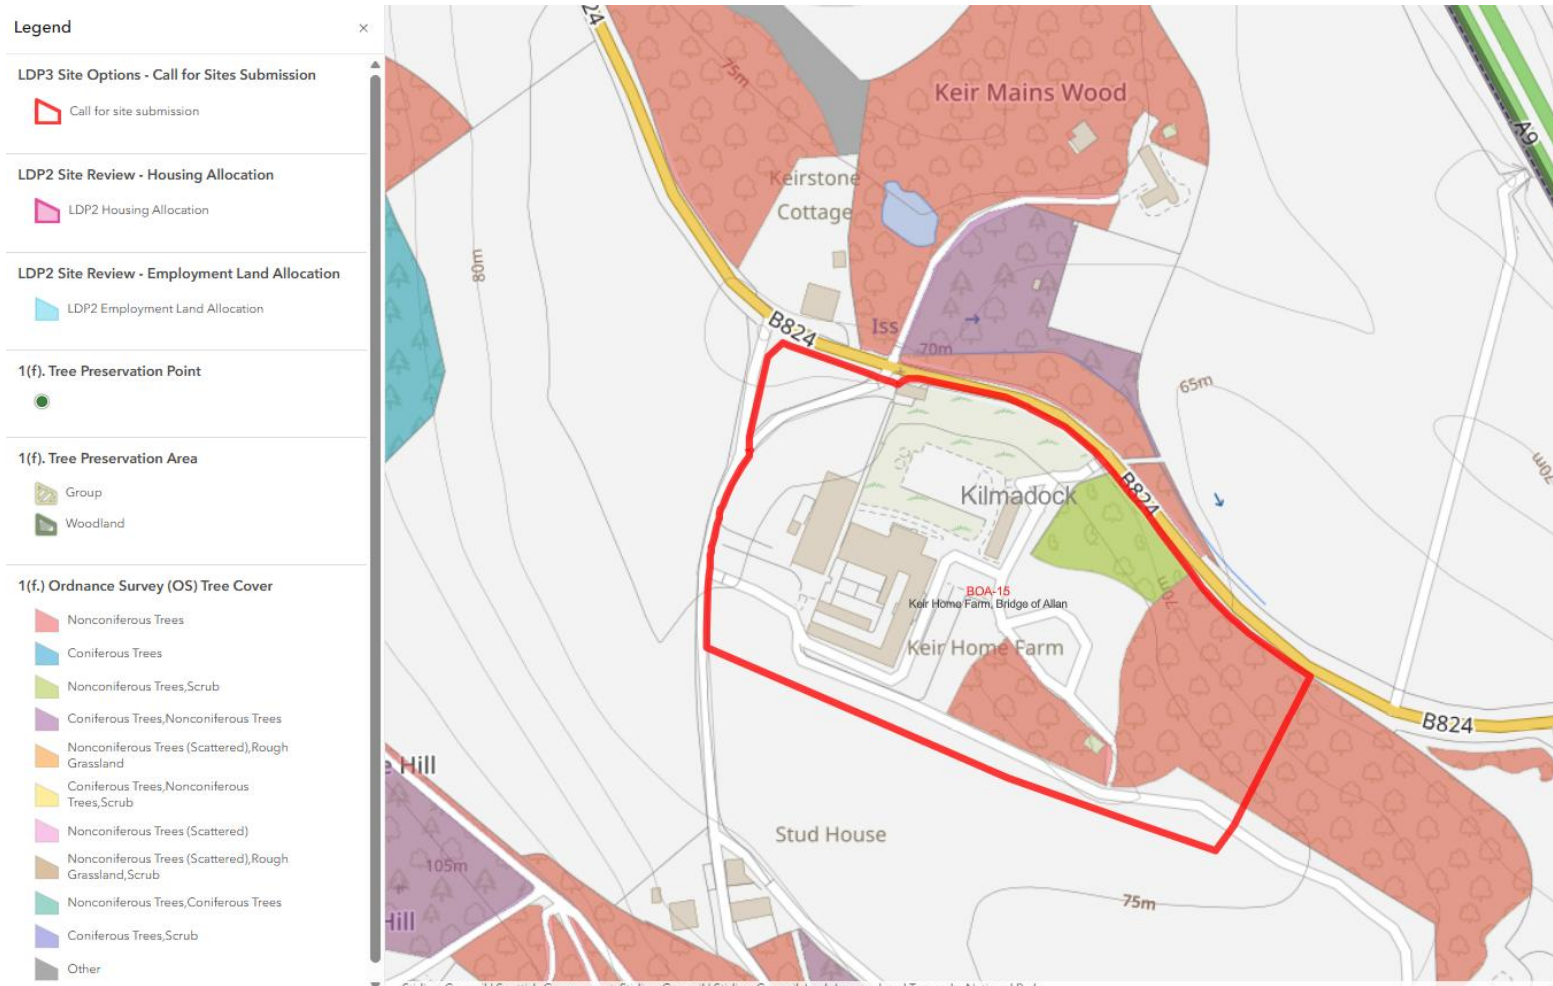 Legend
×
LDP3 Site Options - Call for Sites Submission
Call for site submission
LDP2 Site Review - Housing Allocation
LDP2 Housing Allocation
LDP2 Site Review - Employment Land Allocation
LDP2 Employment Land Allocation
1(f). Tree Preservation Point
1(f). Tree Preservation Area
Group
Woodland
1(f.) Ordnance Survey (OS) Tree Cover
Nonconiferous Trees
Coniferous Trees
Nonconiferous Trees,Scrub
Coniferous Trees,Nonconiferous Trees
Nonconiferous Trees (Scattered),Rough
Grassland
Coniferous Trees,Nonconiferous
Trees,Scrub
Nonconiferous Trees (Scattered)
Nonconiferous Trees (Scattered),Rough
Grassland,Scrub
Nonconiferous Trees,Coniferous Trees
Coniferous Trees,Scrub
Other
24
75m
Keir Mains Wood
A9
Keirstone
Cottage
80m
B824
Iss
70m
65m
70m
Kilmadock
B824
BOA-15
Keir Home Farm, Bridge of Allan
70m
Keir Home Farm
B824
e Hill
Stud House
105m
75m
Hill